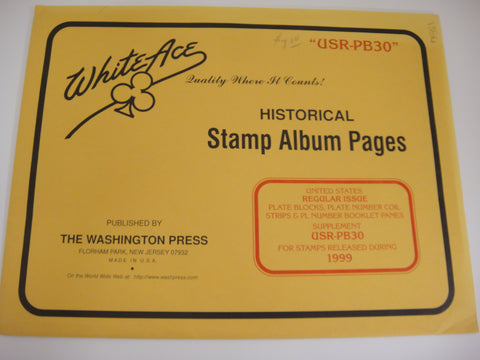 "USR-PB30"
White Ace
Quality Where It Counts!
HISTORICAL
Stamp Album Pages
UNITED STATES
REGULAR ISSUE
PLATE BLOCKS, PLATE NUMBER COIL
STRIPS & PL NUMBER BOOKLET PANES
SUPPLEMENT
USR-PB30
FOR STAMPS RELEASED DURING
1999
PUBLISHED BY
THE WASHINGTON PRESS
FLORHAM PARK, NEW JERSEY 07932
MADE IN U.S.A.
On the World Wide Web at: http://www.washpress.com